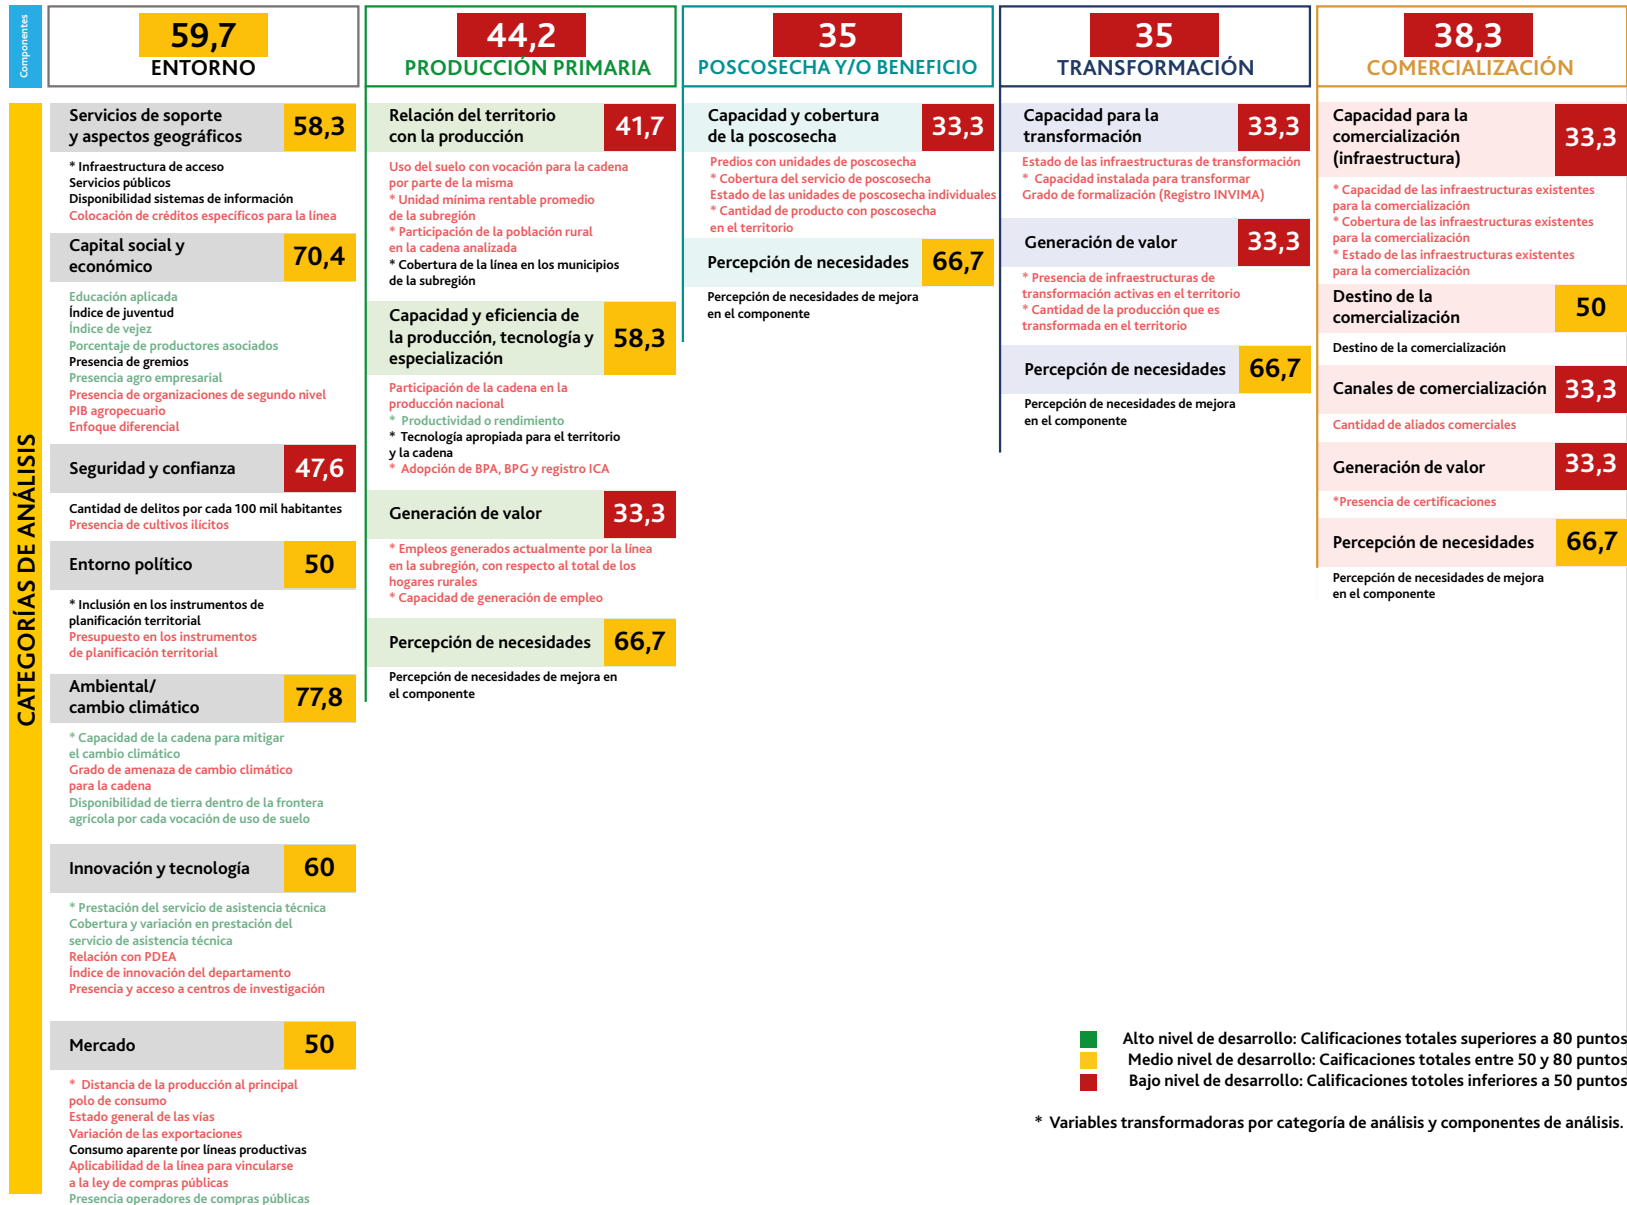 Componentes
59,7
ENTORNO
44,2
PRODUCCIÓN PRIMARIA
35
POSCOSECHA Y/O BENEFICIO
35
TRANSFORMACIÓN
38,3
COMERCIALIZACIÓN
CATEGORÍAS DE ANÁLISIS
Servicios de soporte
y aspectos geográficos
58,3
* Infraestructura de acceso
Servicios públicos
Disponibilidad sistemas de información
Colocación de créditos específicos para la línea
Capital social y
económico
70,4
Educación aplicada
Índice de juventud
Índice de vejez
Porcentaje de productores asociados
Presencia de gremios
Presencia agro empresarial
Presencia de organizaciones de segundo nivel
PIB agropecuario
Enfoque diferencial
Seguridad y confianza
47,6
Cantidad de delitos por cada 100 mil habitantes
Presencia de cultivos ilícitos
Entorno político
50
* Inclusión en los instrumentos de
planificación territorial
Presupuesto en los instrumentos
de planificación territorial
Ambiental/
cambio climático
77,8
* Capacidad de la cadena para mitigar
el cambio climático
Grado de amenaza de cambio climático
para la cadena
Disponibilidad de tierra dentro de la frontera
agrícola por cada vocación de uso de suelo
Innovación y tecnología
60
* Prestación del servicio de asistencia técnica
Cobertura y variación en prestación del
servicio de asistencia técnica
Relación con PDEA
Índice de innovación del departamento
Presencia y acceso a centros de investigación
Mercado
50
* Distancia de la producción al principal
polo de consumo
Estado general de las vías
Variación de las exportaciones
Consumo aparente por líneas productivas
Aplicabilidad de la línea para vincularse
a la ley de compras públicas
Presencia operadores de compras públicas
Relación del territorio
con la producción
41,7
Uso del suelo con vocación para la cadena
por parte de la misma
* Unidad mínima rentable promedio
de la subregión
* Participación de la población rural
en la cadena analizada
* Cobertura de la línea en los municipios
de la subregión
Capacidad y eficiencia de
la producción, tecnología y
especialización
58,3
Participación de la cadena en la
producción nacional
* Productividad o rendimiento
* Tecnología apropiada para el territorio
y la cadena
* Adopción de BPA, BPG y registro ICA
Generación de valor
33,3
* Empleos generados actualmente por la línea
en la subregión, con respecto al total de los
hogares rurales
* Capacidad de generación de empleo
Percepción de necesidades
66,7
Percepción de necesidades de mejora en
el componente
Capacidad y cobertura
de la poscosecha
33,3
Predios con unidades de poscosecha
* Cobertura del servicio de poscosecha
Estado de las unidades de poscosecha individuales
* Cantidad de producto con poscosecha
en el territorio
Percepción de necesidades
66,7
Percepción de necesidades de mejora
en el componente
Capacidad para la
transformación
33,3
Estado de las infraestructuras de transformación
* Capacidad instalada para transformar
Grado de formalización (Registro INVIMA)
Generación de valor
33,3
* Presencia de infraestructuras de
transformación activas en el territorio
* Cantidad de la producción que es
transformada en el territorio
Percepción de necesidades
66,7
Percepción de necesidades de mejora
en el componente
Capacidad para la
comercialización
(infraestructura)
33,3
* Capacidad de las infraestructuras existentes
para la comercialización
* Cobertura de las infraestructuras existentes
para la comercialización
* Estado de las infraestructuras existentes
para la comercialización
Destino de la
comercialización
50
Destino de la comercialización
Canales de comercialización
33,3
Cantidad de aliados comerciales
Generación de valor
33,3
*Presencia de certificaciones
Percepción de necesidades
66,7
Percepción de necesidades de mejora
en el componente
Alto nivel de desarrollo: Calificaciones totales superiores a 80 puntos
Medio nivel de desarrollo: Caificaciones totales entre 50 y 80 puntos
Bajo nivel de desarrollo: Calificaciones totoles inferiores a 50 puntos
* Variables transformadoras por categoría de análisis y componentes de análisis.